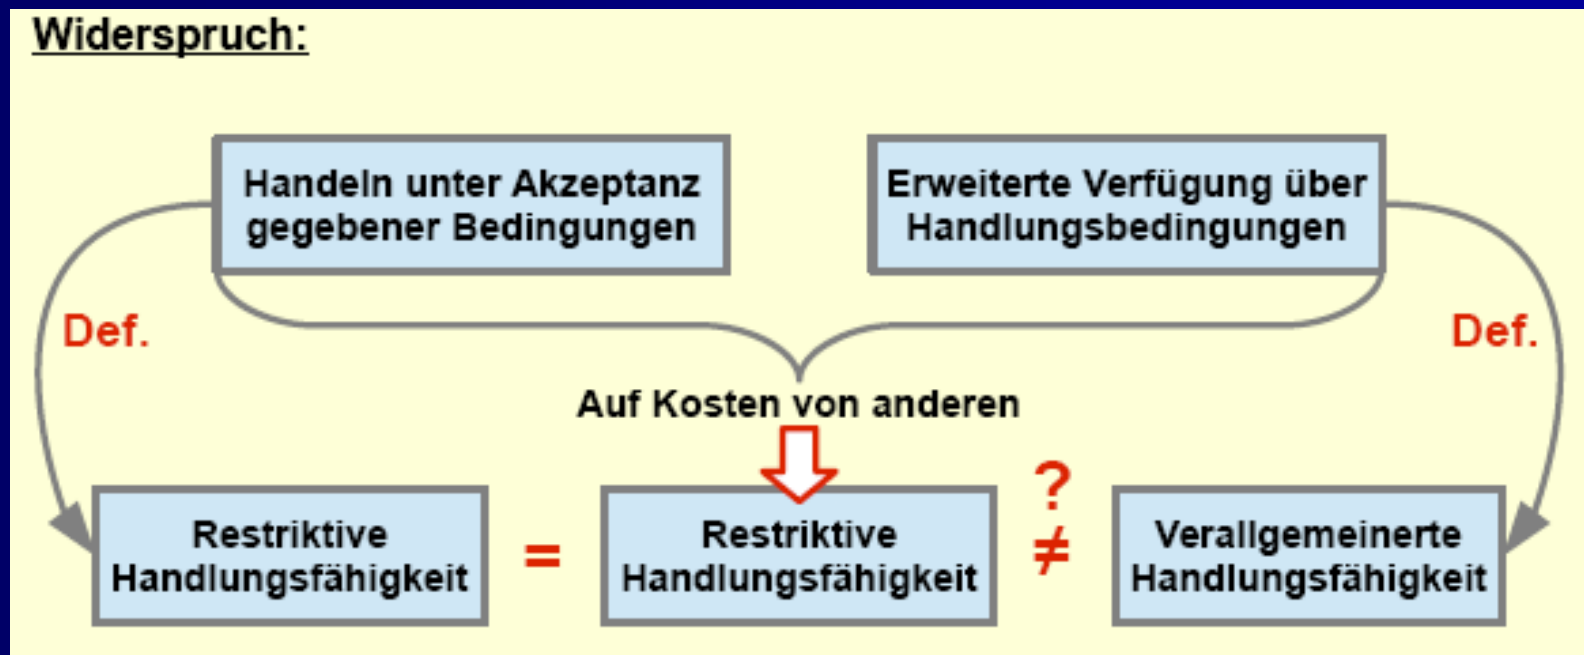 Widerspruch:
Handeln unter Akzeptanz
gegebener Bedingungen
Erweiterte Verfügung über
Handlungsbedingungen
Def.
Def.
Auf Kosten von anderen
Restriktive
Handlungsfähigkeit
=
Restriktive
Handlungsfähigkeit
?
≠
Verallgemeinerte
Handlungsfähigkeit